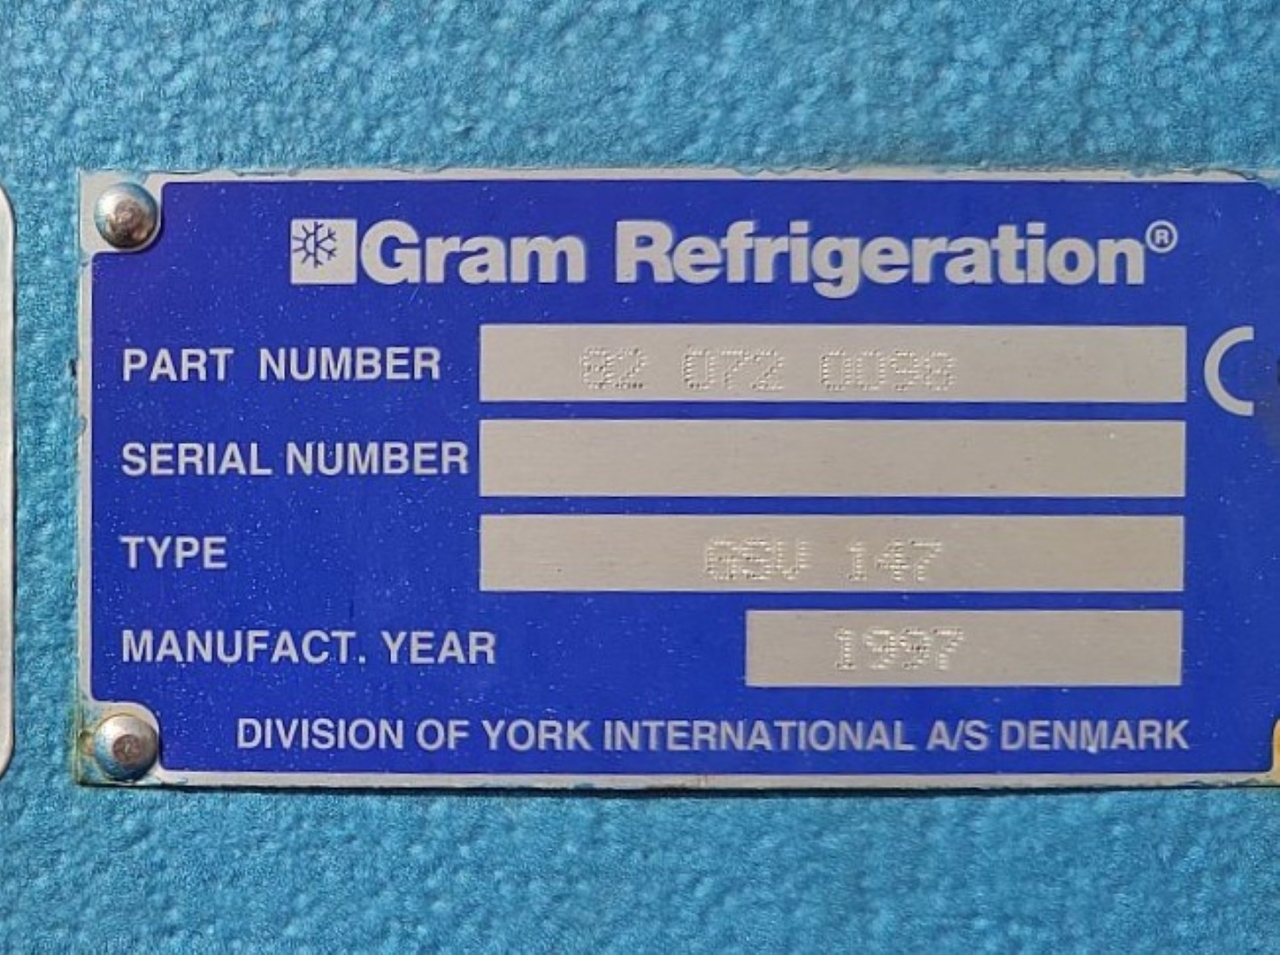 Gram Refrigeration®
PART NUMBER 82 072 0098
SERIAL NUMBER
TYPE GSV 147
MANUFACT. YEAR 1997
DIVISION OF YORK INTERNATIONAL A/S DENMARK